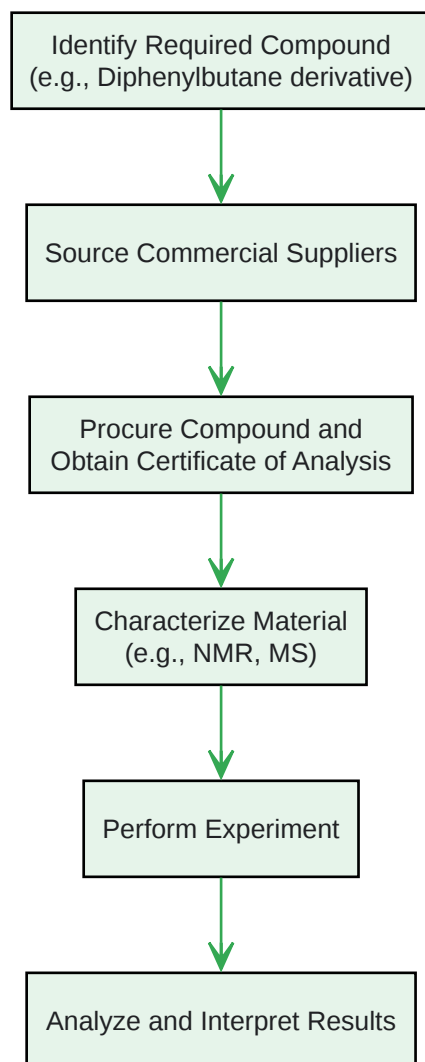 Identify Required Compound
(e.g., Diphenylbutane derivative)
Source Commercial Suppliers
Procure Compound and
Obtain Certificate of Analysis
Characterize Material
(e.g., NMR, MS)
Perform Experiment
Analyze and Interpret Results